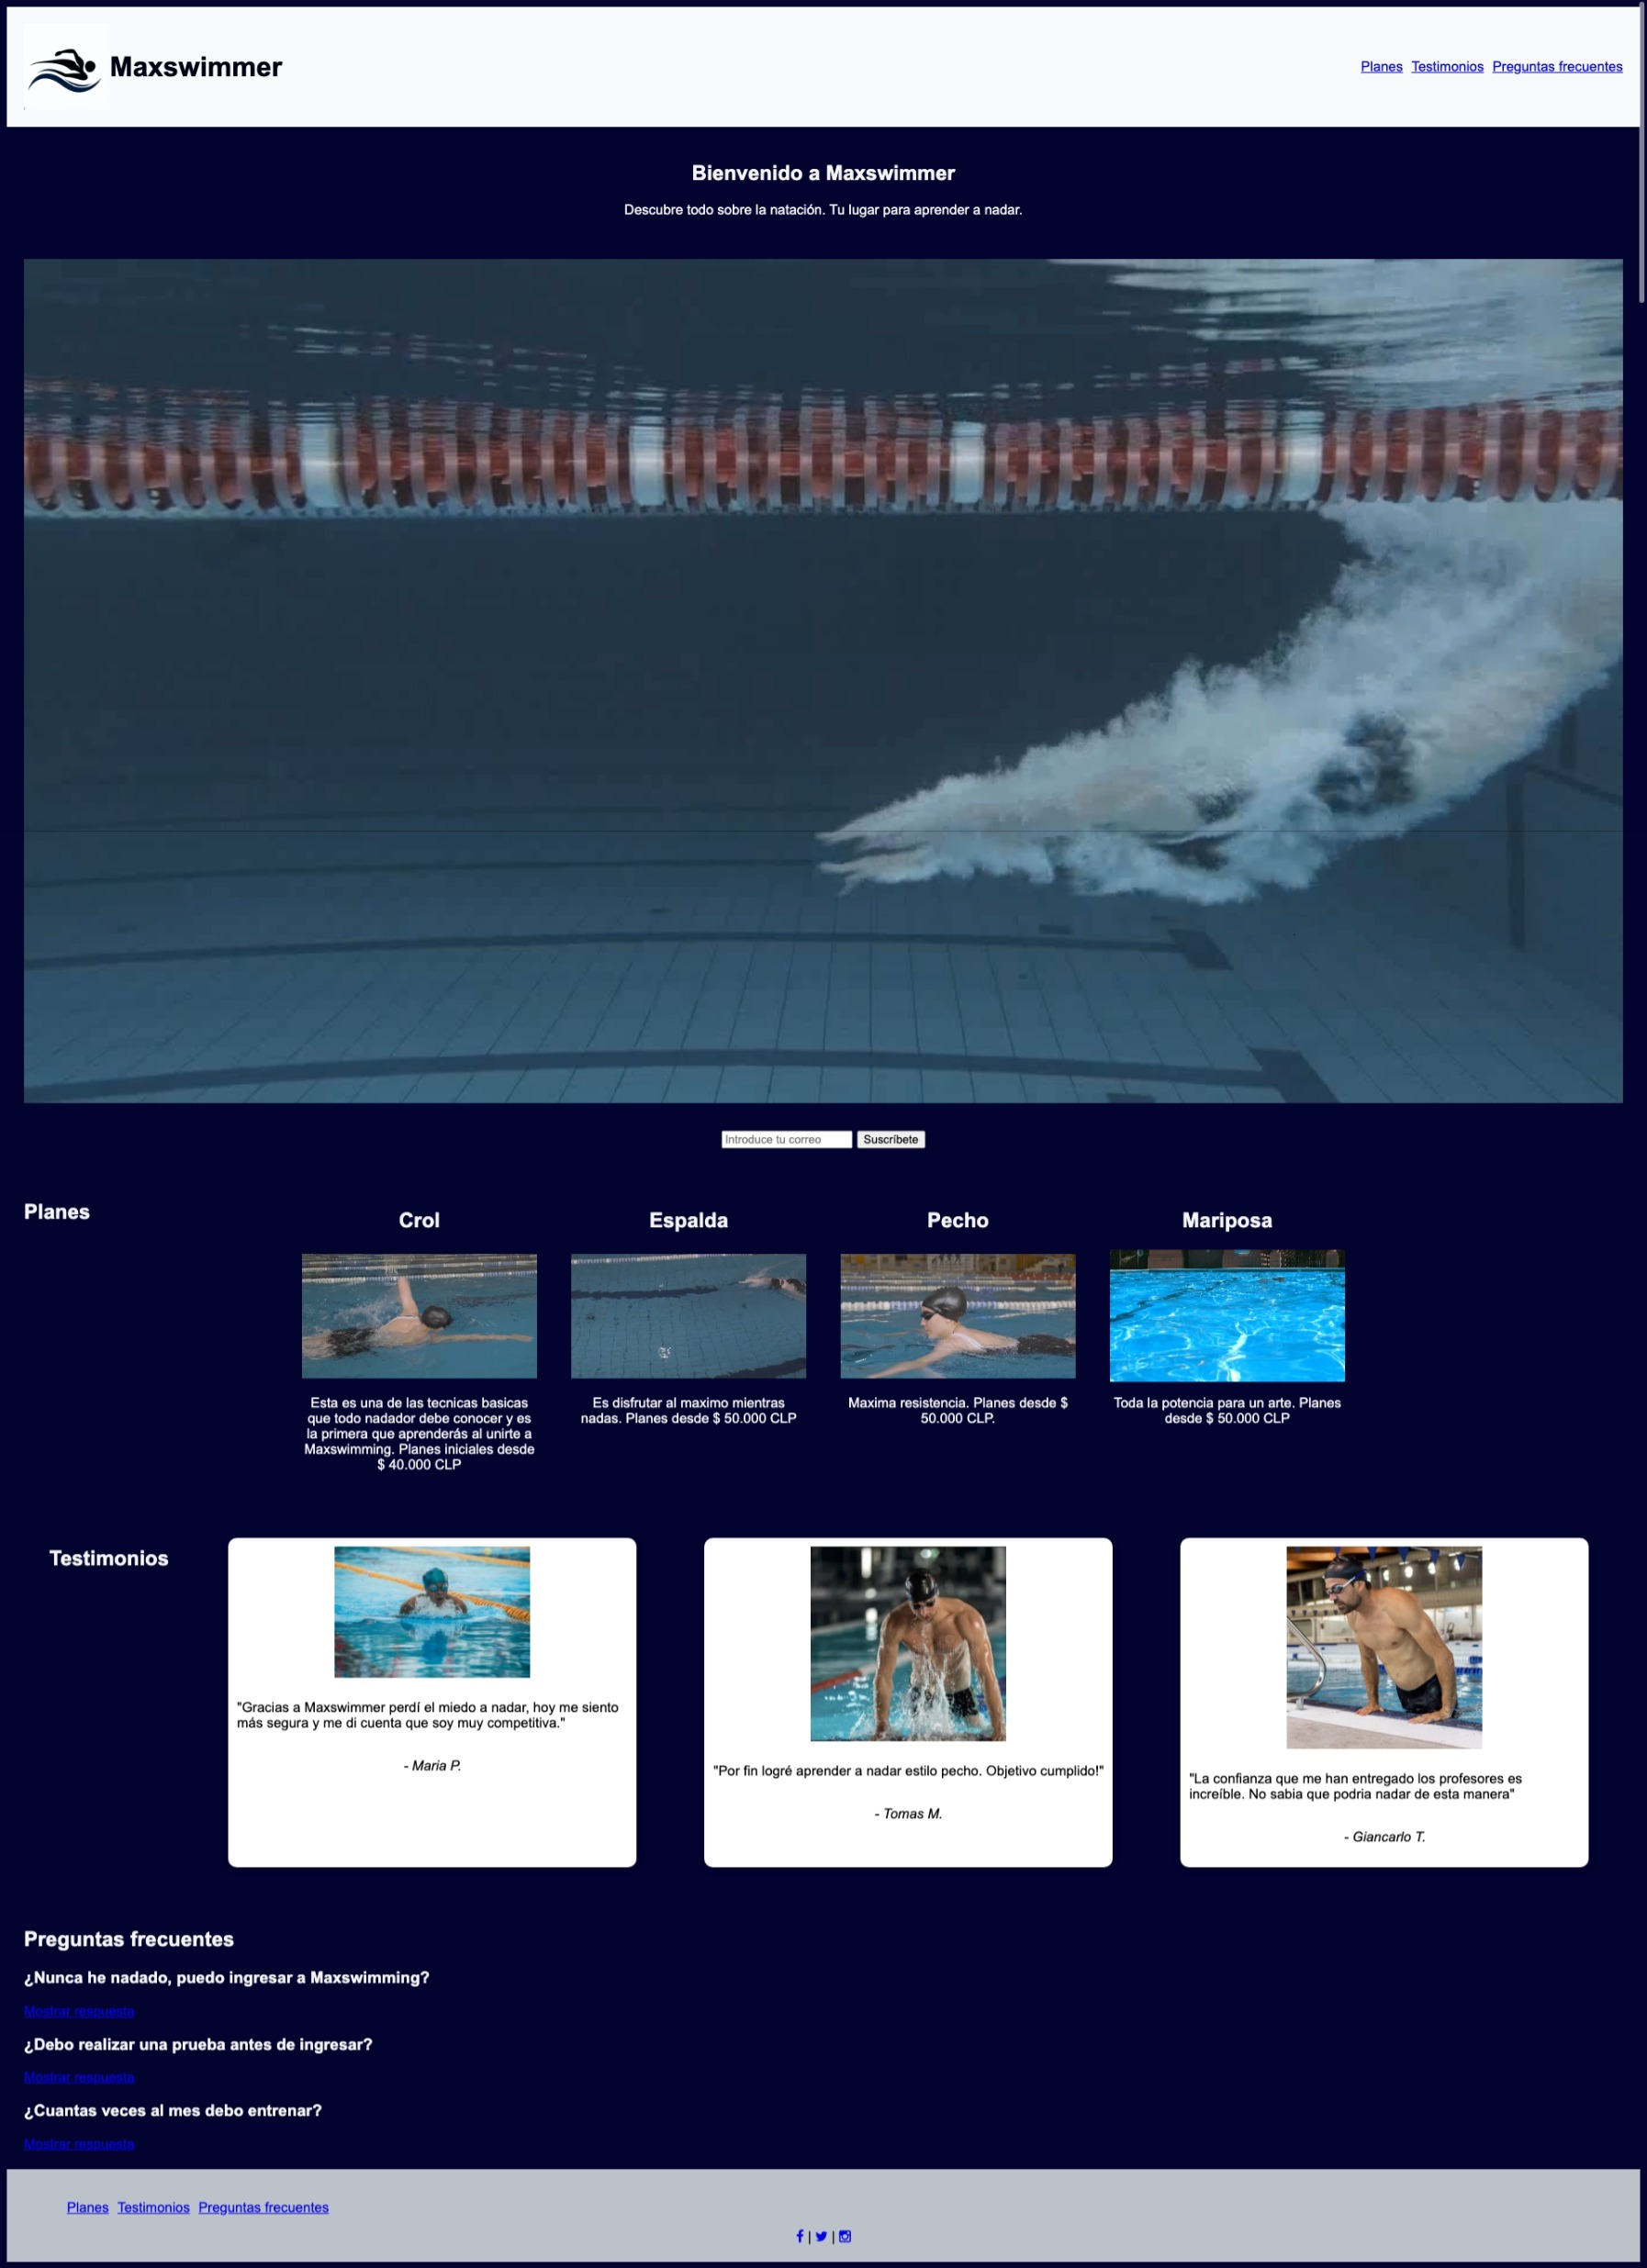 Maxswimmer
Planes Testimonios Preguntas frecuentes
Bienvenido a Maxswimmer
Descubre todo sobre la natación. Tu lugar para aprender a nadar.
Introduce tu correo Suscríbete
Planes
Crol
Esta es una de las tecnicas basicas
que todo nadador debe conocer y es
la primera que aprenderás al unirte a
Maxswimming. Planes iniciales desde
$ 40.000 CLP
Espalda
Es disfrutar al maximo mientras
nadas. Planes desde $ 50.000 CLP
Pecho
Maxima resistencia. Planes desde $
50.000 CLP.
Mariposa
Toda la potencia para un arte. Planes
desde $ 50.000 CLP
Testimonios
"Gracias a Maxswimmer perdí el miedo a nadar, hoy me siento
más segura y me di cuenta que soy muy competitiva."
- Maria P.
"Por fin logré aprender a nadar estilo pecho. Objetivo cumplido!"
- Tomas M.
"La confianza que me han entregado los profesores es
increíble. No sabia que podria nadar de esta manera"
- Giancarlo T.
Preguntas frecuentes
¿Nunca he nadado, puedo ingresar a Maxswimming?
Mostrar respuesta
¿Debo realizar una prueba antes de ingresar?
Mostrar respuesta
¿Cuantas veces al mes debo entrenar?
Mostrar respuesta
Planes Testimonios Preguntas frecuentes
| |